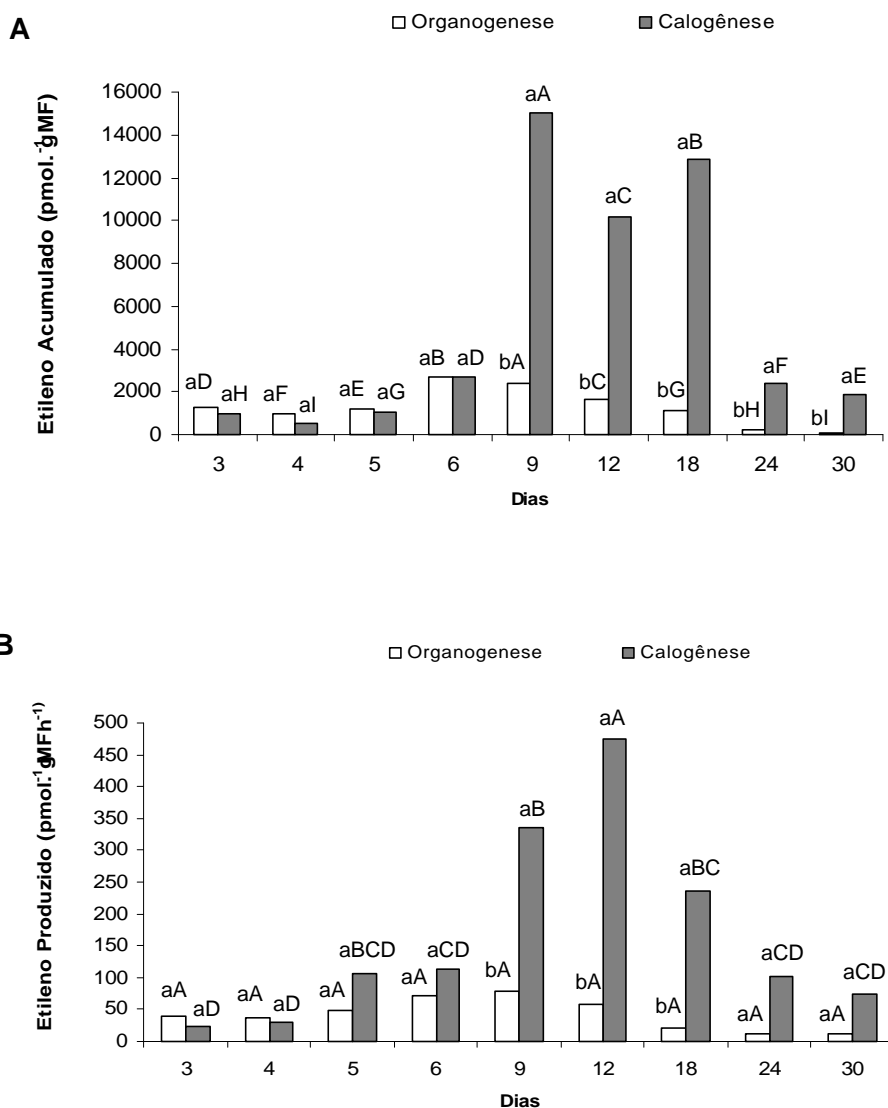 A
Organogenese Calogênese
Etileno Acumulado (pmol.⁻¹gMF)
16000
14000
12000
10000
8000
6000
4000
2000
0
aD aH aF aI aE aG aB aD bA aA bC aC bG aB bH aF bI aE
3 4 5 6 9 12 18 24 30
Dias
B
Organogenese Calogênese
Etileno Produzido (pmol.⁻¹gMFh⁻¹)
500
450
400
350
300
250
200
150
100
50
0
aA aD aA aD aA aBCD aA aCD bA aB bA aA bA aBC aA aCD aA aCD
3 4 5 6 9 12 18 24 30
Dias